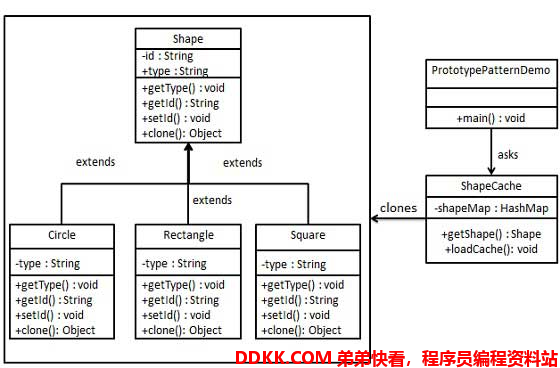 Shape
-id : String
+type : String
+getType() : void
+getId() : String
+setId() : void
+clone(): Object
extends
extends
extends
Circle
-type : String
+getType() : void
+getId() : String
+setId() : void
+clone(): Object
Rectangle
-type : String
+getType() : void
+getId() : String
+setId() : void
+clone(): Object
Square
-type : String
+getType() : void
+getId() : String
+setId() : void
+clone(): Object
PrototypePatternDemo
+main() : void
asks
ShapeCache
-shapeMap : HashMap
+getShape() : Shape
+loadCache(): void
clones
DDKK.COM 弟弟快看，程序员编程资料站